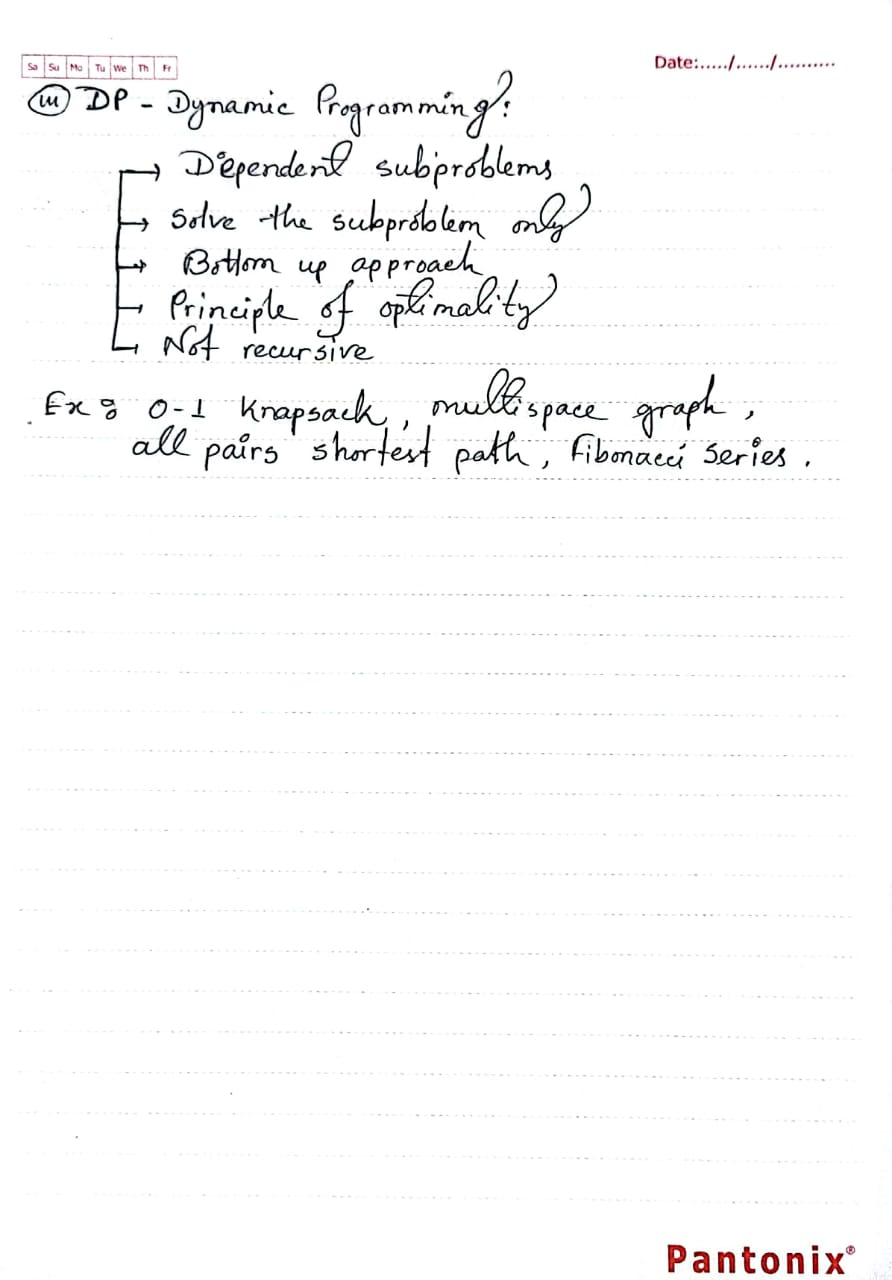 Sa Su Mo Tu We Th Fr
Date:...../....../..........
(iii) DP - Dynamic Programming:
→ Dependent subproblems
→ Solve the subproblem only
→ Bottom up approach
→ Principle of optimality
→ Not recursive
Ex: 0-1 Knapsack, multispace graph,
all pairs shortest path, Fibonacci Series.
Pantonix®